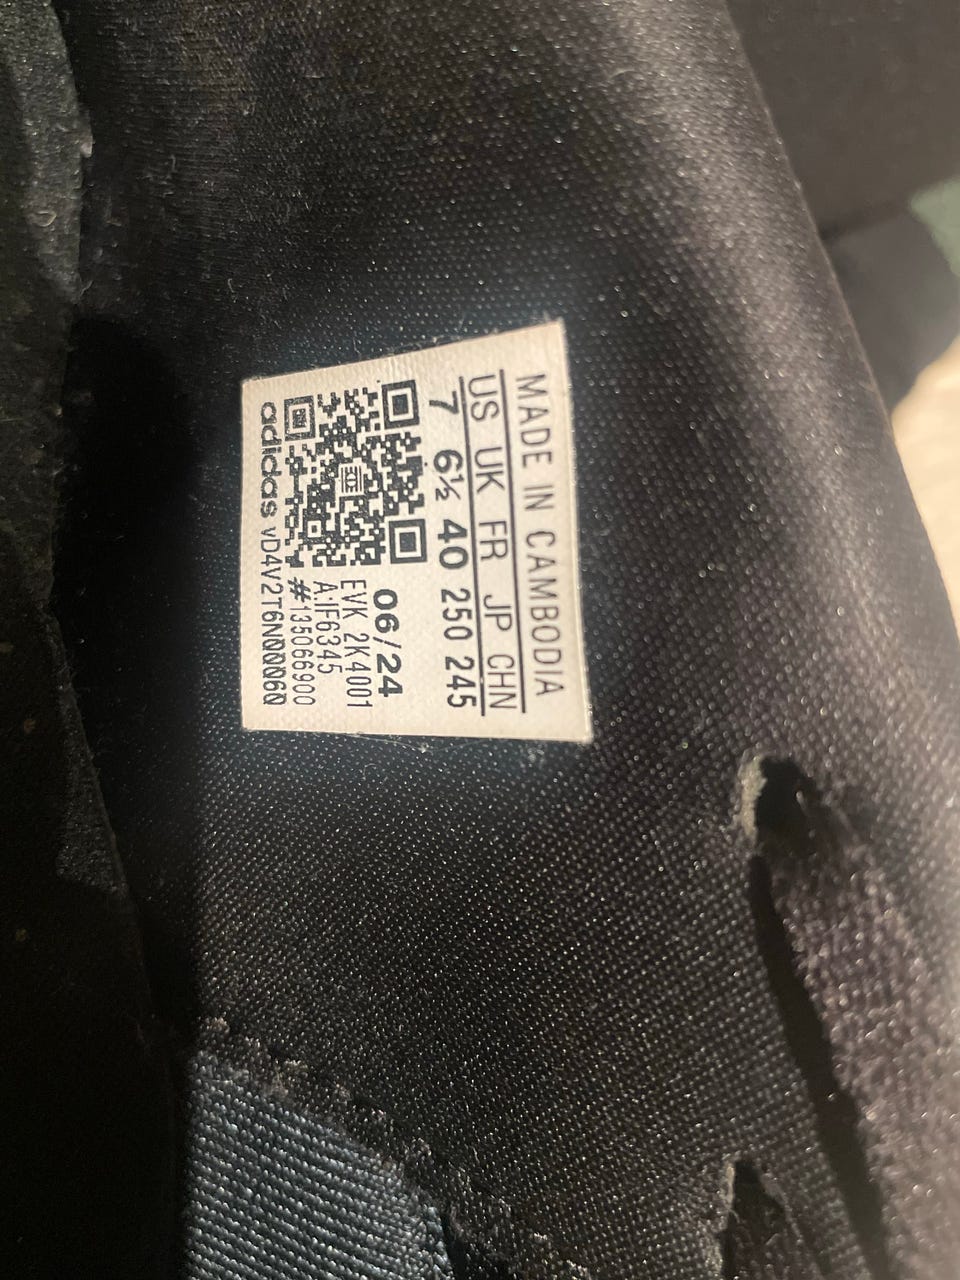 MADE IN CAMBODIA
US UK FR JP CHN
7 6½ 40 250 245
06/24
EVK 2K4001
A:IF6345
#135066900
adidas vD4V2T6N00060